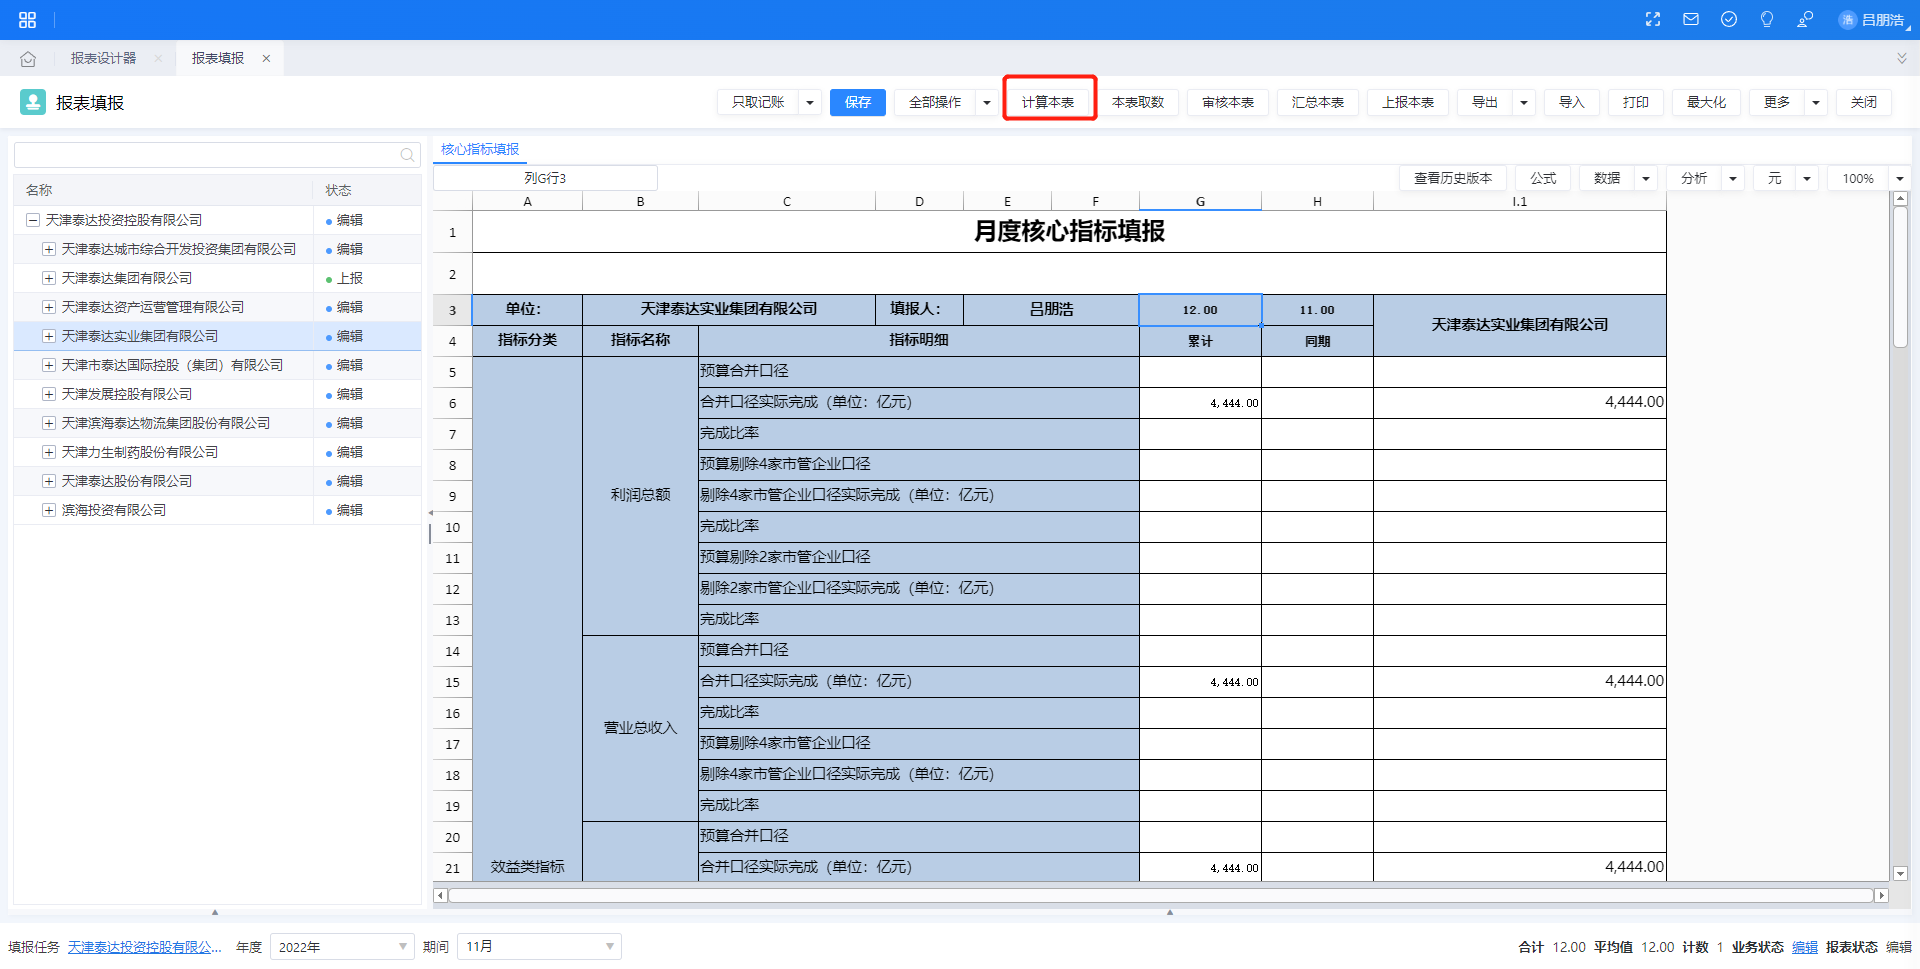 浩 吕朋浩
报表设计器 × 报表填报 ×
报表填报
只取记账 保存 全部操作 计算本表 本表取数 审核本表 汇总本表 上报本表 导出 导入 打印 最大化 更多 关闭
核心指标填报
列G行3 查看历史版本 公式 数据 分析 元 100%
名称 状态
天津泰达投资控股有限公司 编辑
天津泰达城市综合开发投资集团有限公司 编辑
天津泰达集团有限公司 上报
天津泰达资产运营管理有限公司 编辑
天津泰达实业集团有限公司 编辑
天津市泰达国际控股（集团）有限公司 编辑
天津发展控股有限公司 编辑
天津滨海泰达物流集团股份有限公司 编辑
天津力生制药股份有限公司 编辑
天津泰达股份有限公司 编辑
滨海投资有限公司 编辑
A B C D E F G H I.1
1 月度核心指标填报
2
3 单位： 天津泰达实业集团有限公司 填报人： 吕朋浩 12.00 11.00 天津泰达实业集团有限公司
4 指标分类 指标名称 指标明细 累计 同期
5 预算合并口径
6 合并口径实际完成（单位：亿元） 4,444.00 4,444.00
7 完成比率
8 预算剔除4家市管企业口径
9 利润总额 剔除4家市管企业口径实际完成（单位：亿元）
10 完成比率
11 预算剔除2家市管企业口径
12 剔除2家市管企业口径实际完成（单位：亿元）
13 完成比率
14 预算合并口径
15 合并口径实际完成（单位：亿元） 4,444.00 4,444.00
16 营业总收入 完成比率
17 预算剔除4家市管企业口径
18 剔除4家市管企业口径实际完成（单位：亿元）
19 完成比率
20 预算合并口径
21 效益类指标 合并口径实际完成（单位：亿元） 4,444.00 4,444.00
填报任务 天津泰达投资控股有限公... 年度 2022年 期间 11月 合计 12.00 平均值 12.00 计数 1 业务状态 编辑 报表状态 编辑